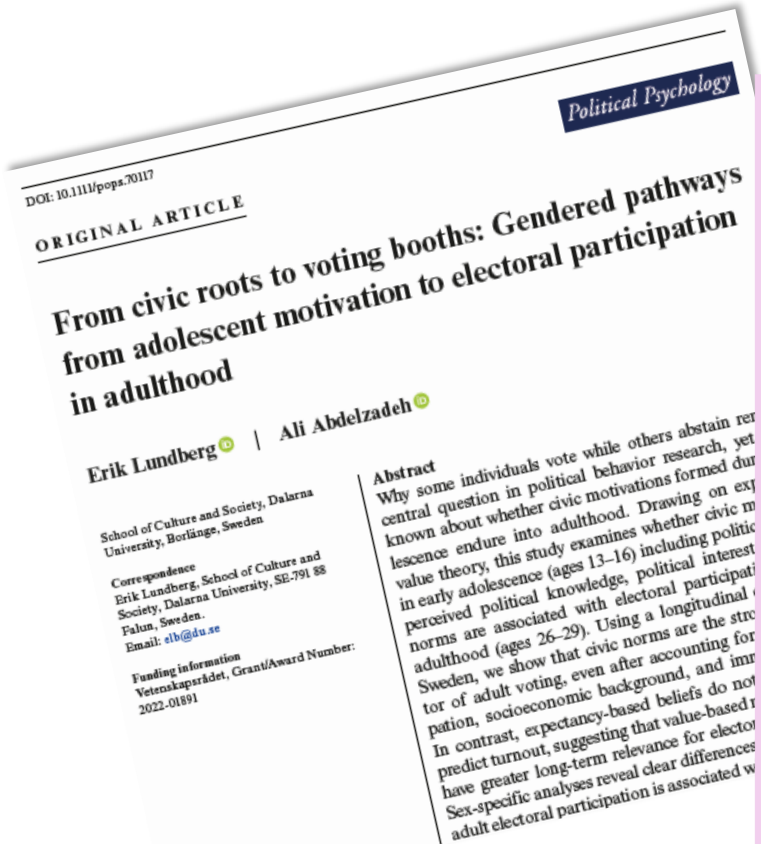 Political Psychology
DOI: 10.1111/pops.70117
ORIGINAL ARTICLE
From civic roots to voting booths: Gendered pathways
from adolescent motivation to electoral participation
in adulthood
Erik Lundberg iD | Ali Abdelzadeh iD
School of Culture and Society, Dalarna
University, Borlänge, Sweden
Correspondence
Erik Lundberg, School of Culture and
Society, Dalarna University, SE-791 88
Falun, Sweden.
Email: elb@du.se
Funding information
Vetenskapsrådet, Grant/Award Number:
2022-01891
Abstract
Why some individuals vote while others abstain
central question in political behavior research, yet
known about whether civic motivations formed
lescence endure into adulthood. Drawing on
value theory, this study examines whether civic
in early adolescence (ages 13–16) including
perceived political knowledge, political interest
norms are associated with electoral
adulthood (ages 26–29). Using a longitudinal
Sweden, we show that civic norms are the
tor of adult voting, even after accounting for
pation, socioeconomic background, and
In contrast, expectancy-based beliefs do not
predict turnout, suggesting that value-based
have greater long-term relevance for
Sex-specific analyses reveal clear differences
adult electoral participation is associated